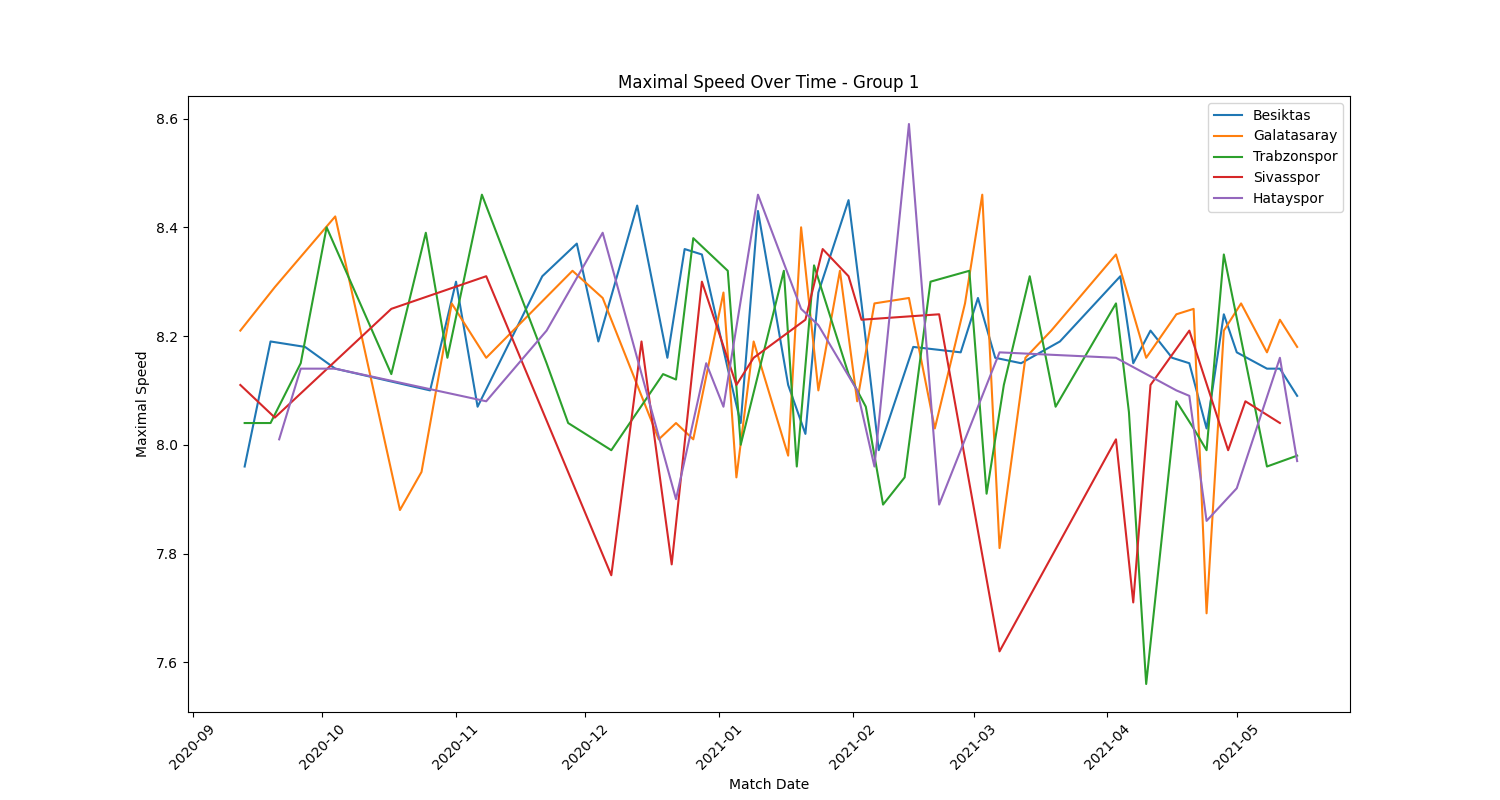 Maximal Speed Over Time - Group 1
Besiktas
Galatasaray
Trabzonspor
Sivasspor
Hatayspor
Maximal Speed
8.6
8.4
8.2
8.0
7.8
7.6
2020-09
2020-10
2020-11
2020-12
2021-01
2021-02
2021-03
2021-04
2021-05
Match Date